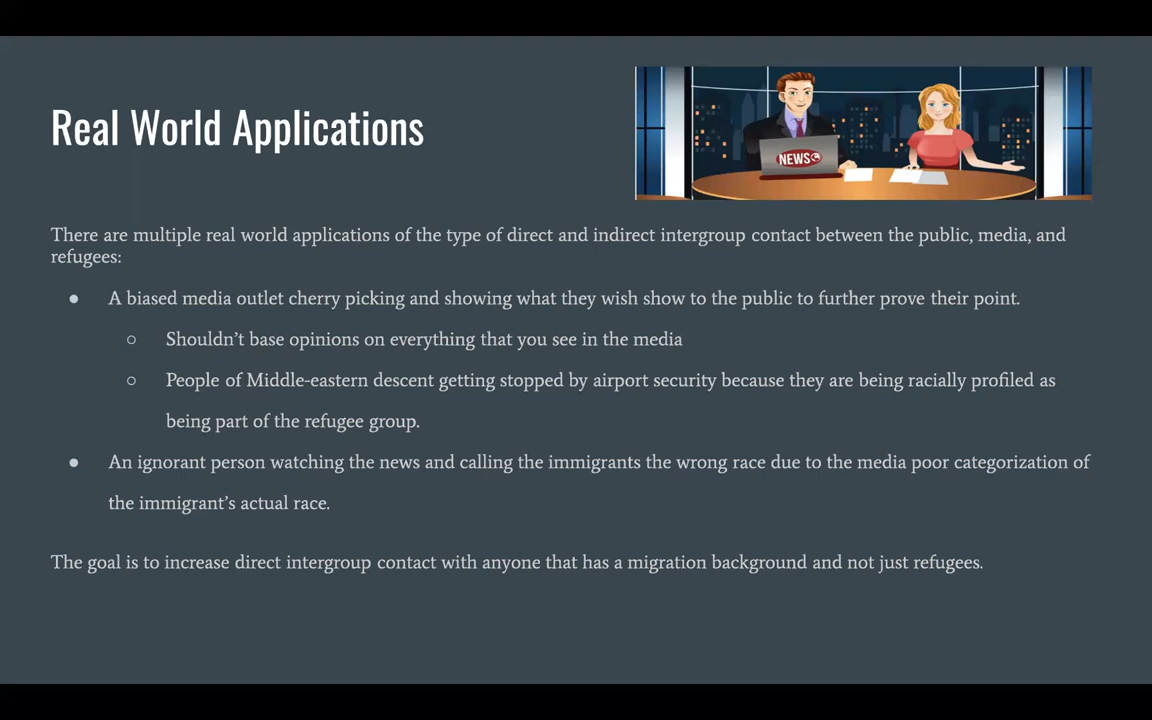 Real World Applications
NEWS
There are multiple real world applications of the type of direct and indirect intergroup contact between the public, media, and
refugees:
● A biased media outlet cherry picking and showing what they wish show to the public to further prove their point.
○ Shouldn’t base opinions on everything that you see in the media
○ People of Middle-eastern descent getting stopped by airport security because they are being racially profiled as
being part of the refugee group.
● An ignorant person watching the news and calling the immigrants the wrong race due to the media poor categorization of
the immigrant’s actual race.
The goal is to increase direct intergroup contact with anyone that has a migration background and not just refugees.